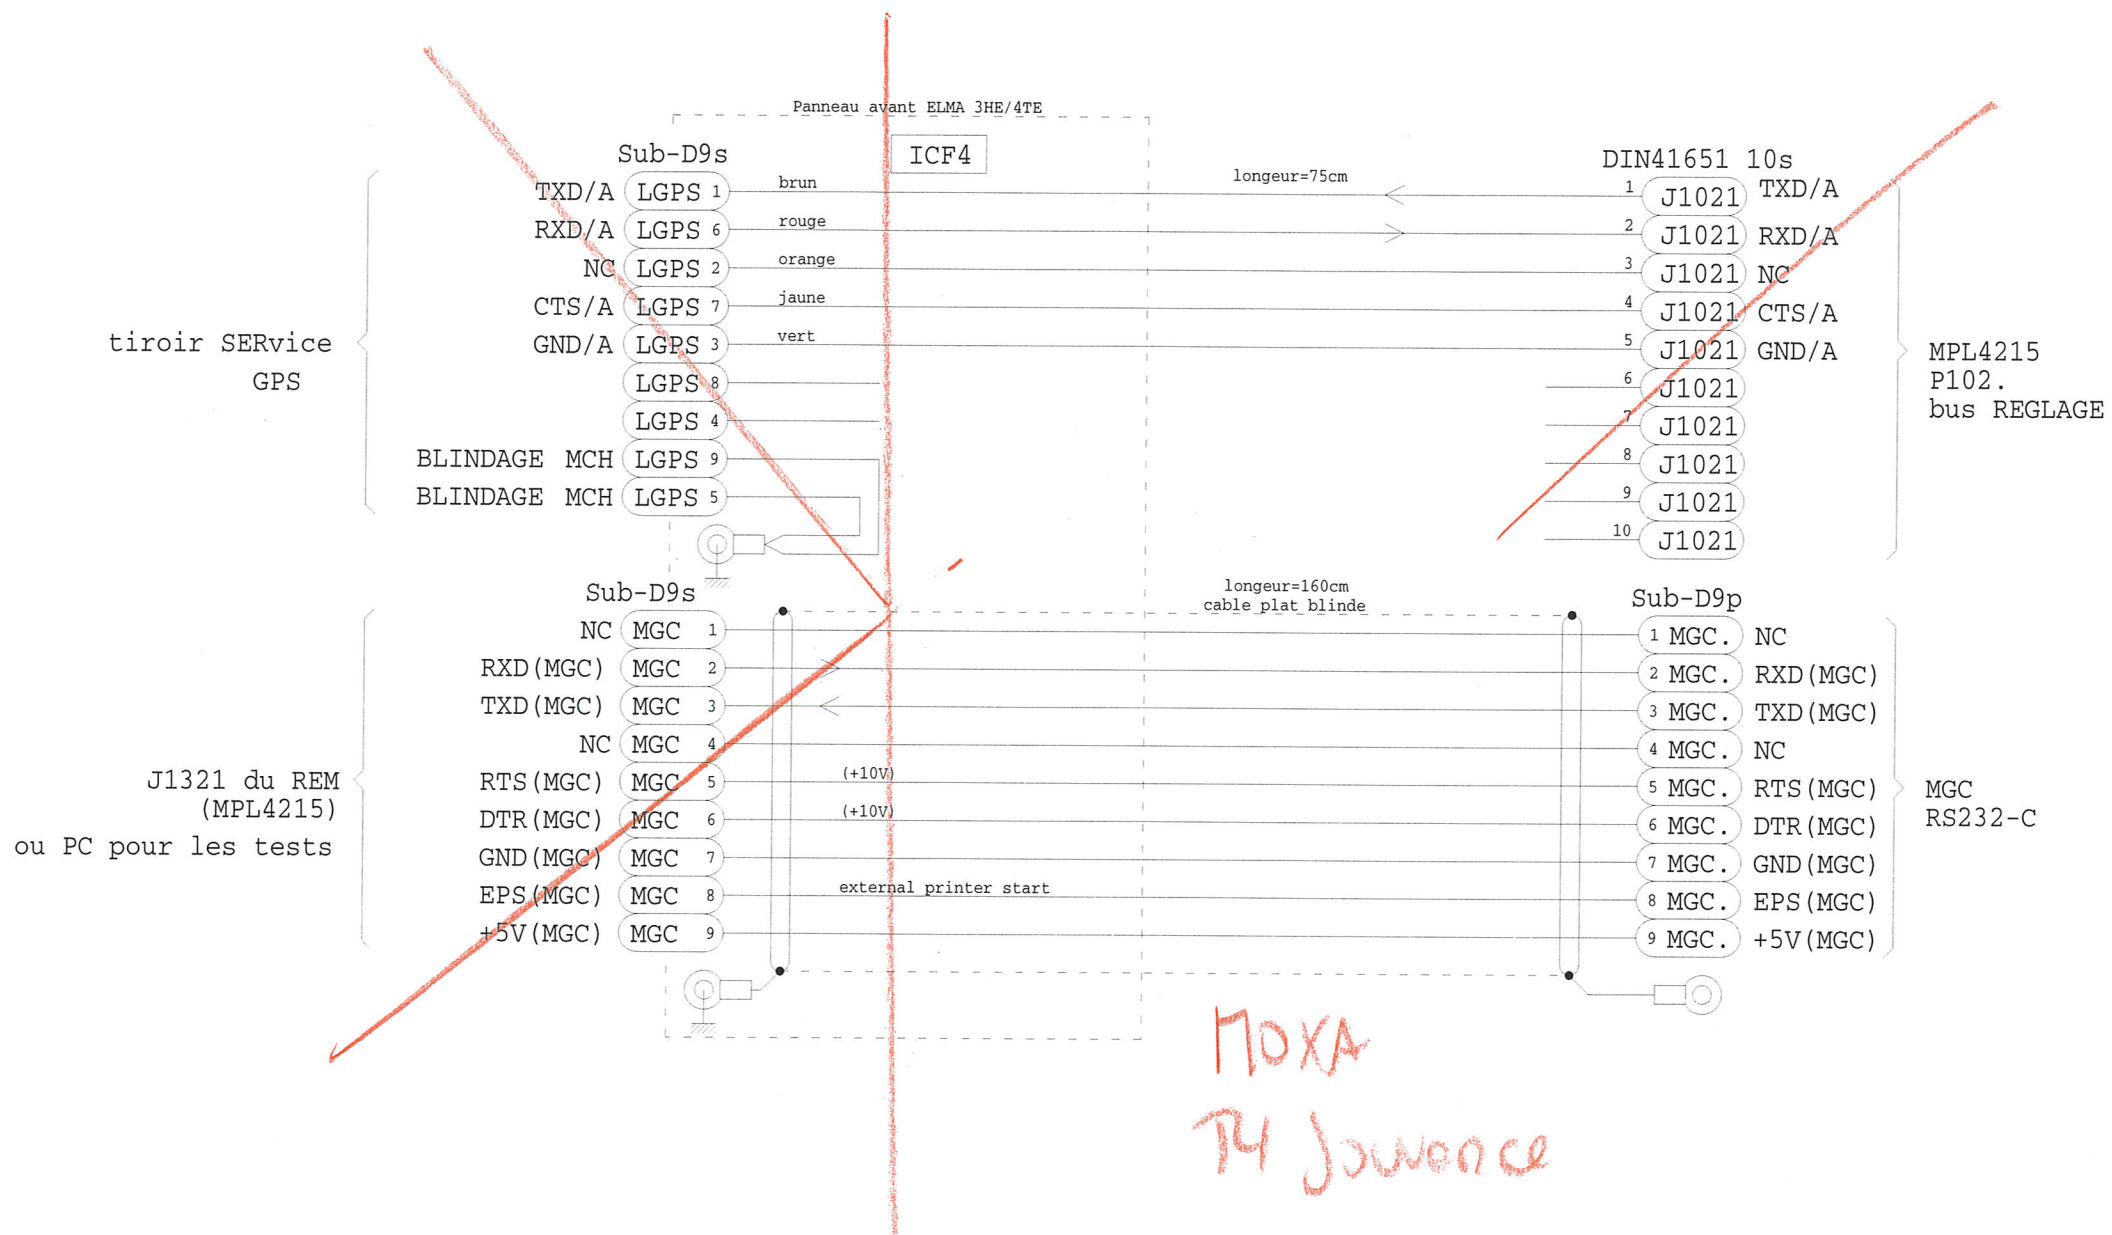 Panneau avant ELMA 3HE/4TE
ICF4
Sub-D9s
DIN41651 10s
longeur=75cm
TXD/A LGPS 1 brun 1 J1021 TXD/A
RXD/A LGPS 6 rouge 2 J1021 RXD/A
NC LGPS 2 orange 3 J1021 NC
CTS/A LGPS 7 jaune 4 J1021 CTS/A
GND/A LGPS 3 vert 5 J1021 GND/A
LGPS 8 6 J1021
LGPS 4 7 J1021
BLINDAGE MCH LGPS 9 8 J1021
BLINDAGE MCH LGPS 5 9 J1021
10 J1021
tiroir SERvice
GPS
MPL4215
P102.
bus REGLAGE
Sub-D9s
Sub-D9p
longeur=160cm
cable plat blinde
NC MGC 1 1 MGC. NC
RXD(MGC) MGC 2 2 MGC. RXD(MGC)
TXD(MGC) MGC 3 3 MGC. TXD(MGC)
NC MGC 4 4 MGC. NC
RTS(MGC) MGC 5 (+10V) 5 MGC. RTS(MGC)
DTR(MGC) MGC 6 (+10V) 6 MGC. DTR(MGC)
GND(MGC) MGC 7 7 MGC. GND(MGC)
EPS(MGC) MGC 8 external printer start 8 MGC. EPS(MGC)
+5V(MGC) MGC 9 9 MGC. +5V(MGC)
J1321 du REM
(MPL4215)
ou PC pour les tests
MGC
RS232-C
MOXA
T4 Jouvence